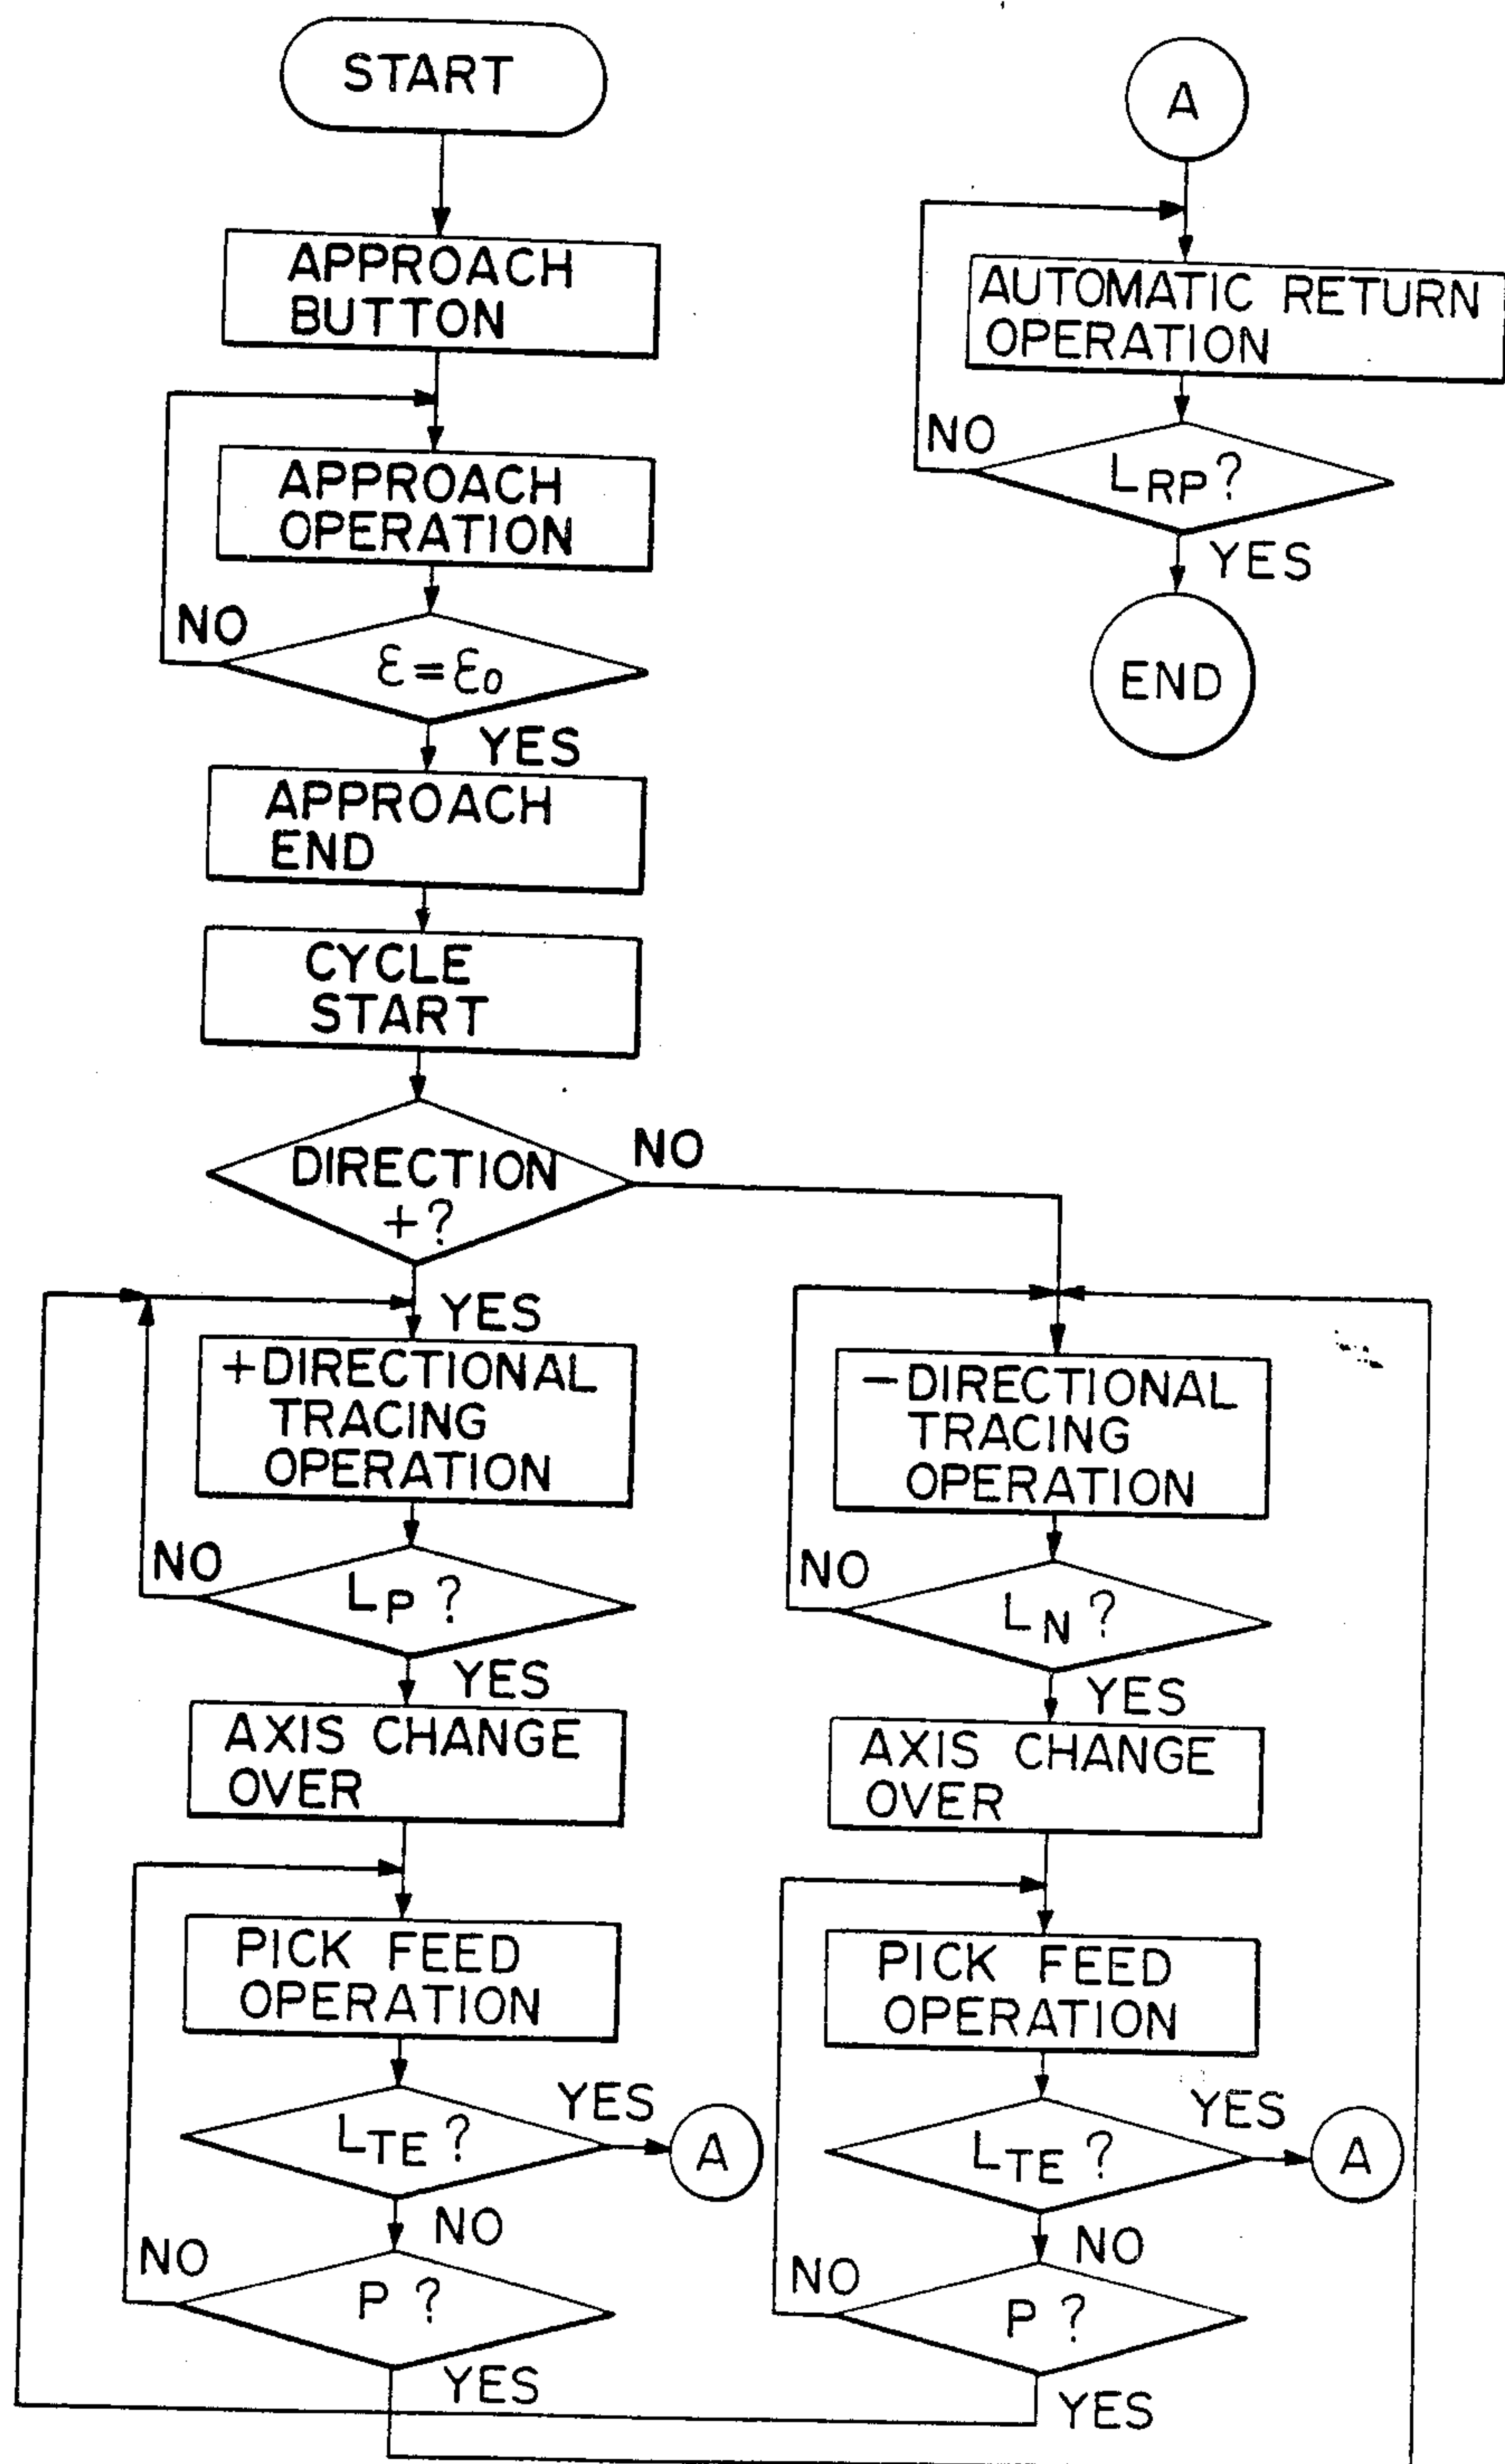 START
APPROACH
BUTTON
APPROACH
OPERATION
NO
ε=ε0
YES
APPROACH
END
CYCLE
START
DIRECTION
+?
NO
YES
+DIRECTIONAL
TRACING
OPERATION
NO
LP ?
YES
AXIS CHANGE
OVER
PICK FEED
OPERATION
LTE ?
YES
A
NO
NO
P ?
YES
-DIRECTIONAL
TRACING
OPERATION
NO
LN ?
YES
AXIS CHANGE
OVER
PICK FEED
OPERATION
LTE ?
YES
A
NO
NO
P ?
YES
A
AUTOMATIC RETURN
OPERATION
NO
LRP ?
YES
END